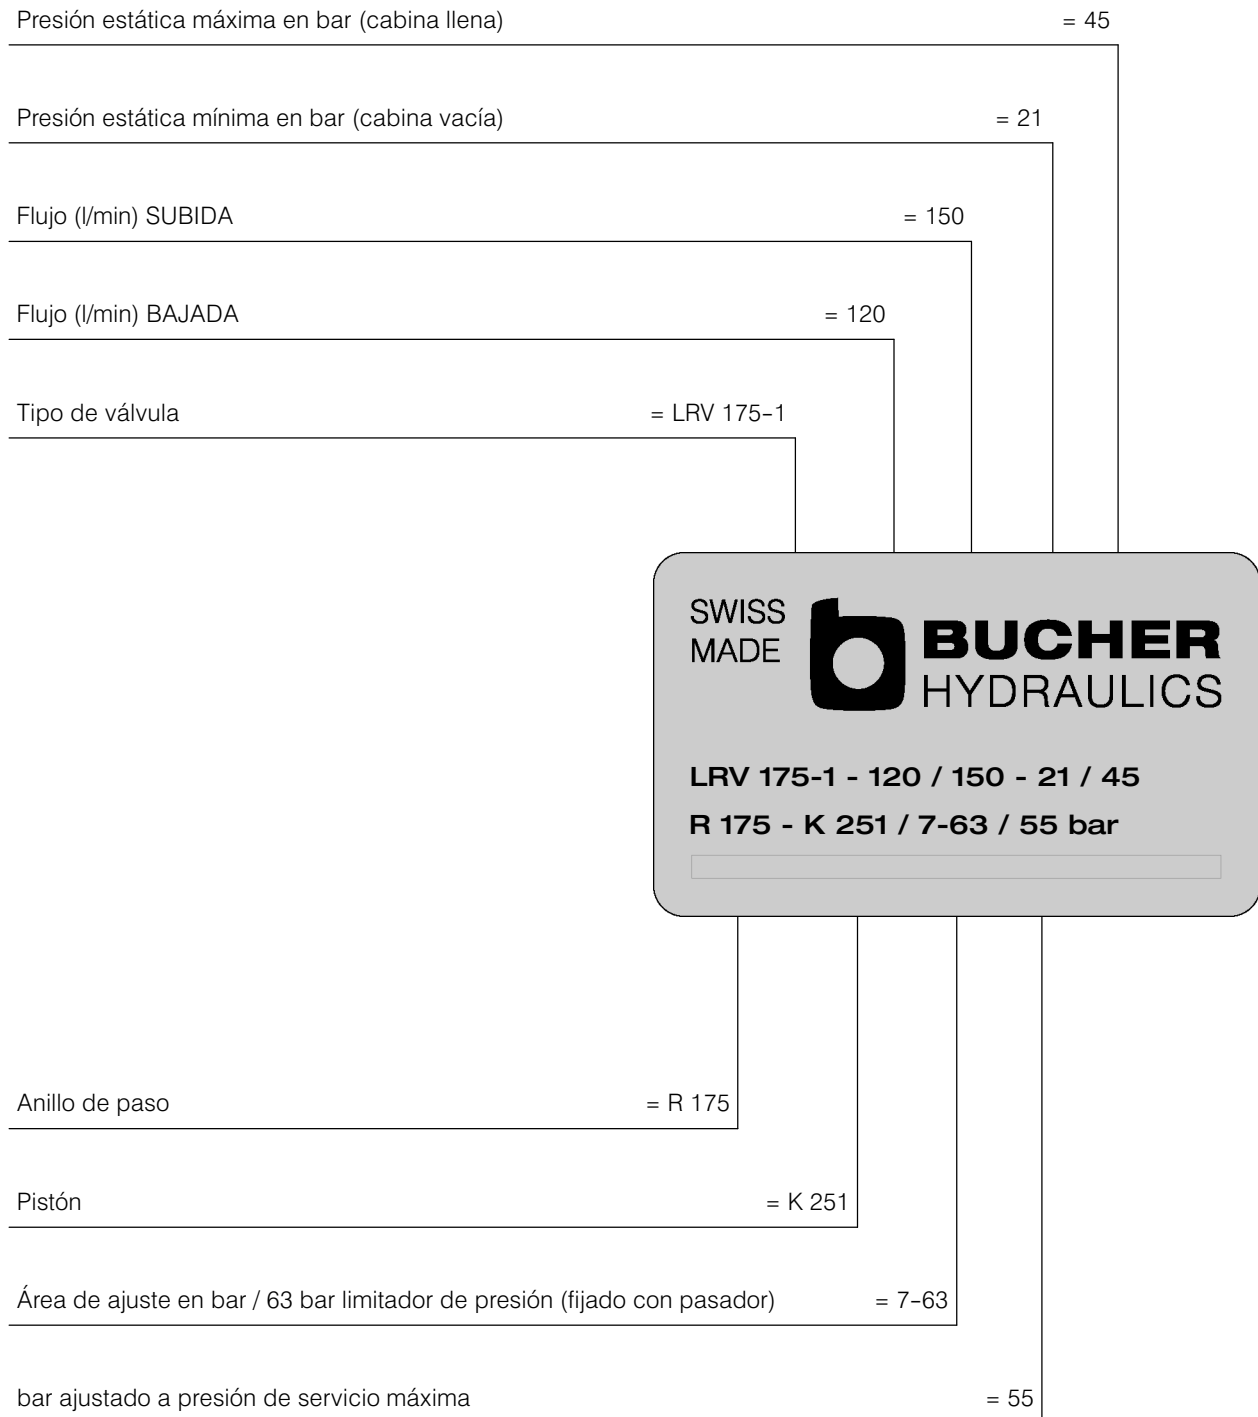 Presión estática máxima en bar (cabina llena) = 45
Presión estática mínima en bar (cabina vacía) = 21
Flujo (l/min) SUBIDA = 150
Flujo (l/min) BAJADA = 120
Tipo de válvula = LRV 175-1
SWISS
MADE
BUCHER
HYDRAULICS
LRV 175-1 - 120 / 150 - 21 / 45
R 175 - K 251 / 7-63 / 55 bar
Anillo de paso = R 175
Pistón = K 251
Área de ajuste en bar / 63 bar limitador de presión (fijado con pasador) = 7-63
bar ajustado a presión de servicio máxima = 55